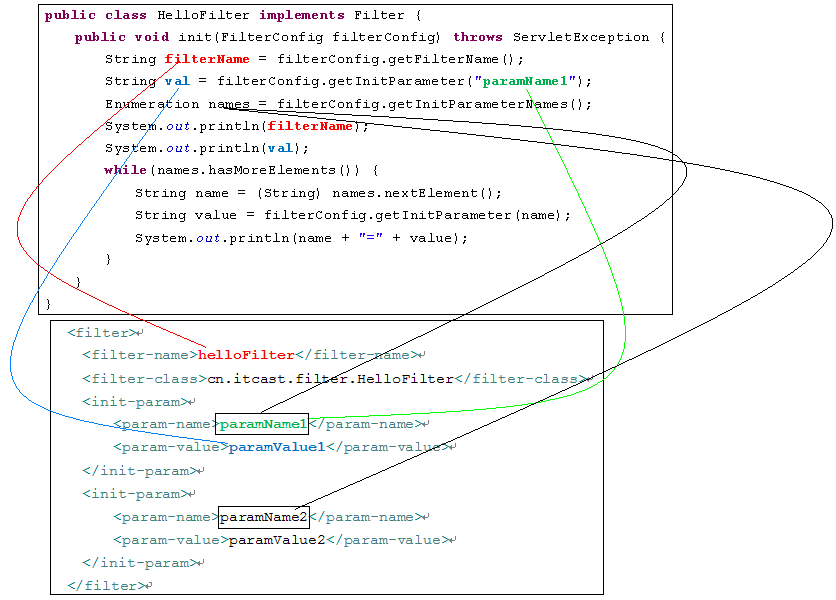 public class HelloFilter implements Filter {
public void init(FilterConfig filterConfig) throws ServletException {
String filterName = filterConfig.getFilterName();
String val = filterConfig.getInitParameter("paramName1");
Enumeration names = filterConfig.getInitParameterNames();
System.out.println(filterName);
System.out.println(val);
while(names.hasMoreElements()) {
String name = (String) names.nextElement();
String value = filterConfig.getInitParameter(name);
System.out.println(name + "=" + value);
}
}
}
<filter>↵
<filter-name>helloFilter</filter-name>↵
<filter-class>cn.itcast.filter.HelloFilter</filter-class>↵
<init-param>↵
<param-name>paramName1</param-name>↵
<param-value>paramValue1</param-value>↵
</init-param>↵
<init-param>↵
<param-name>paramName2</param-name>↵
<param-value>paramValue2</param-value>↵
</init-param>↵
</filter>↵